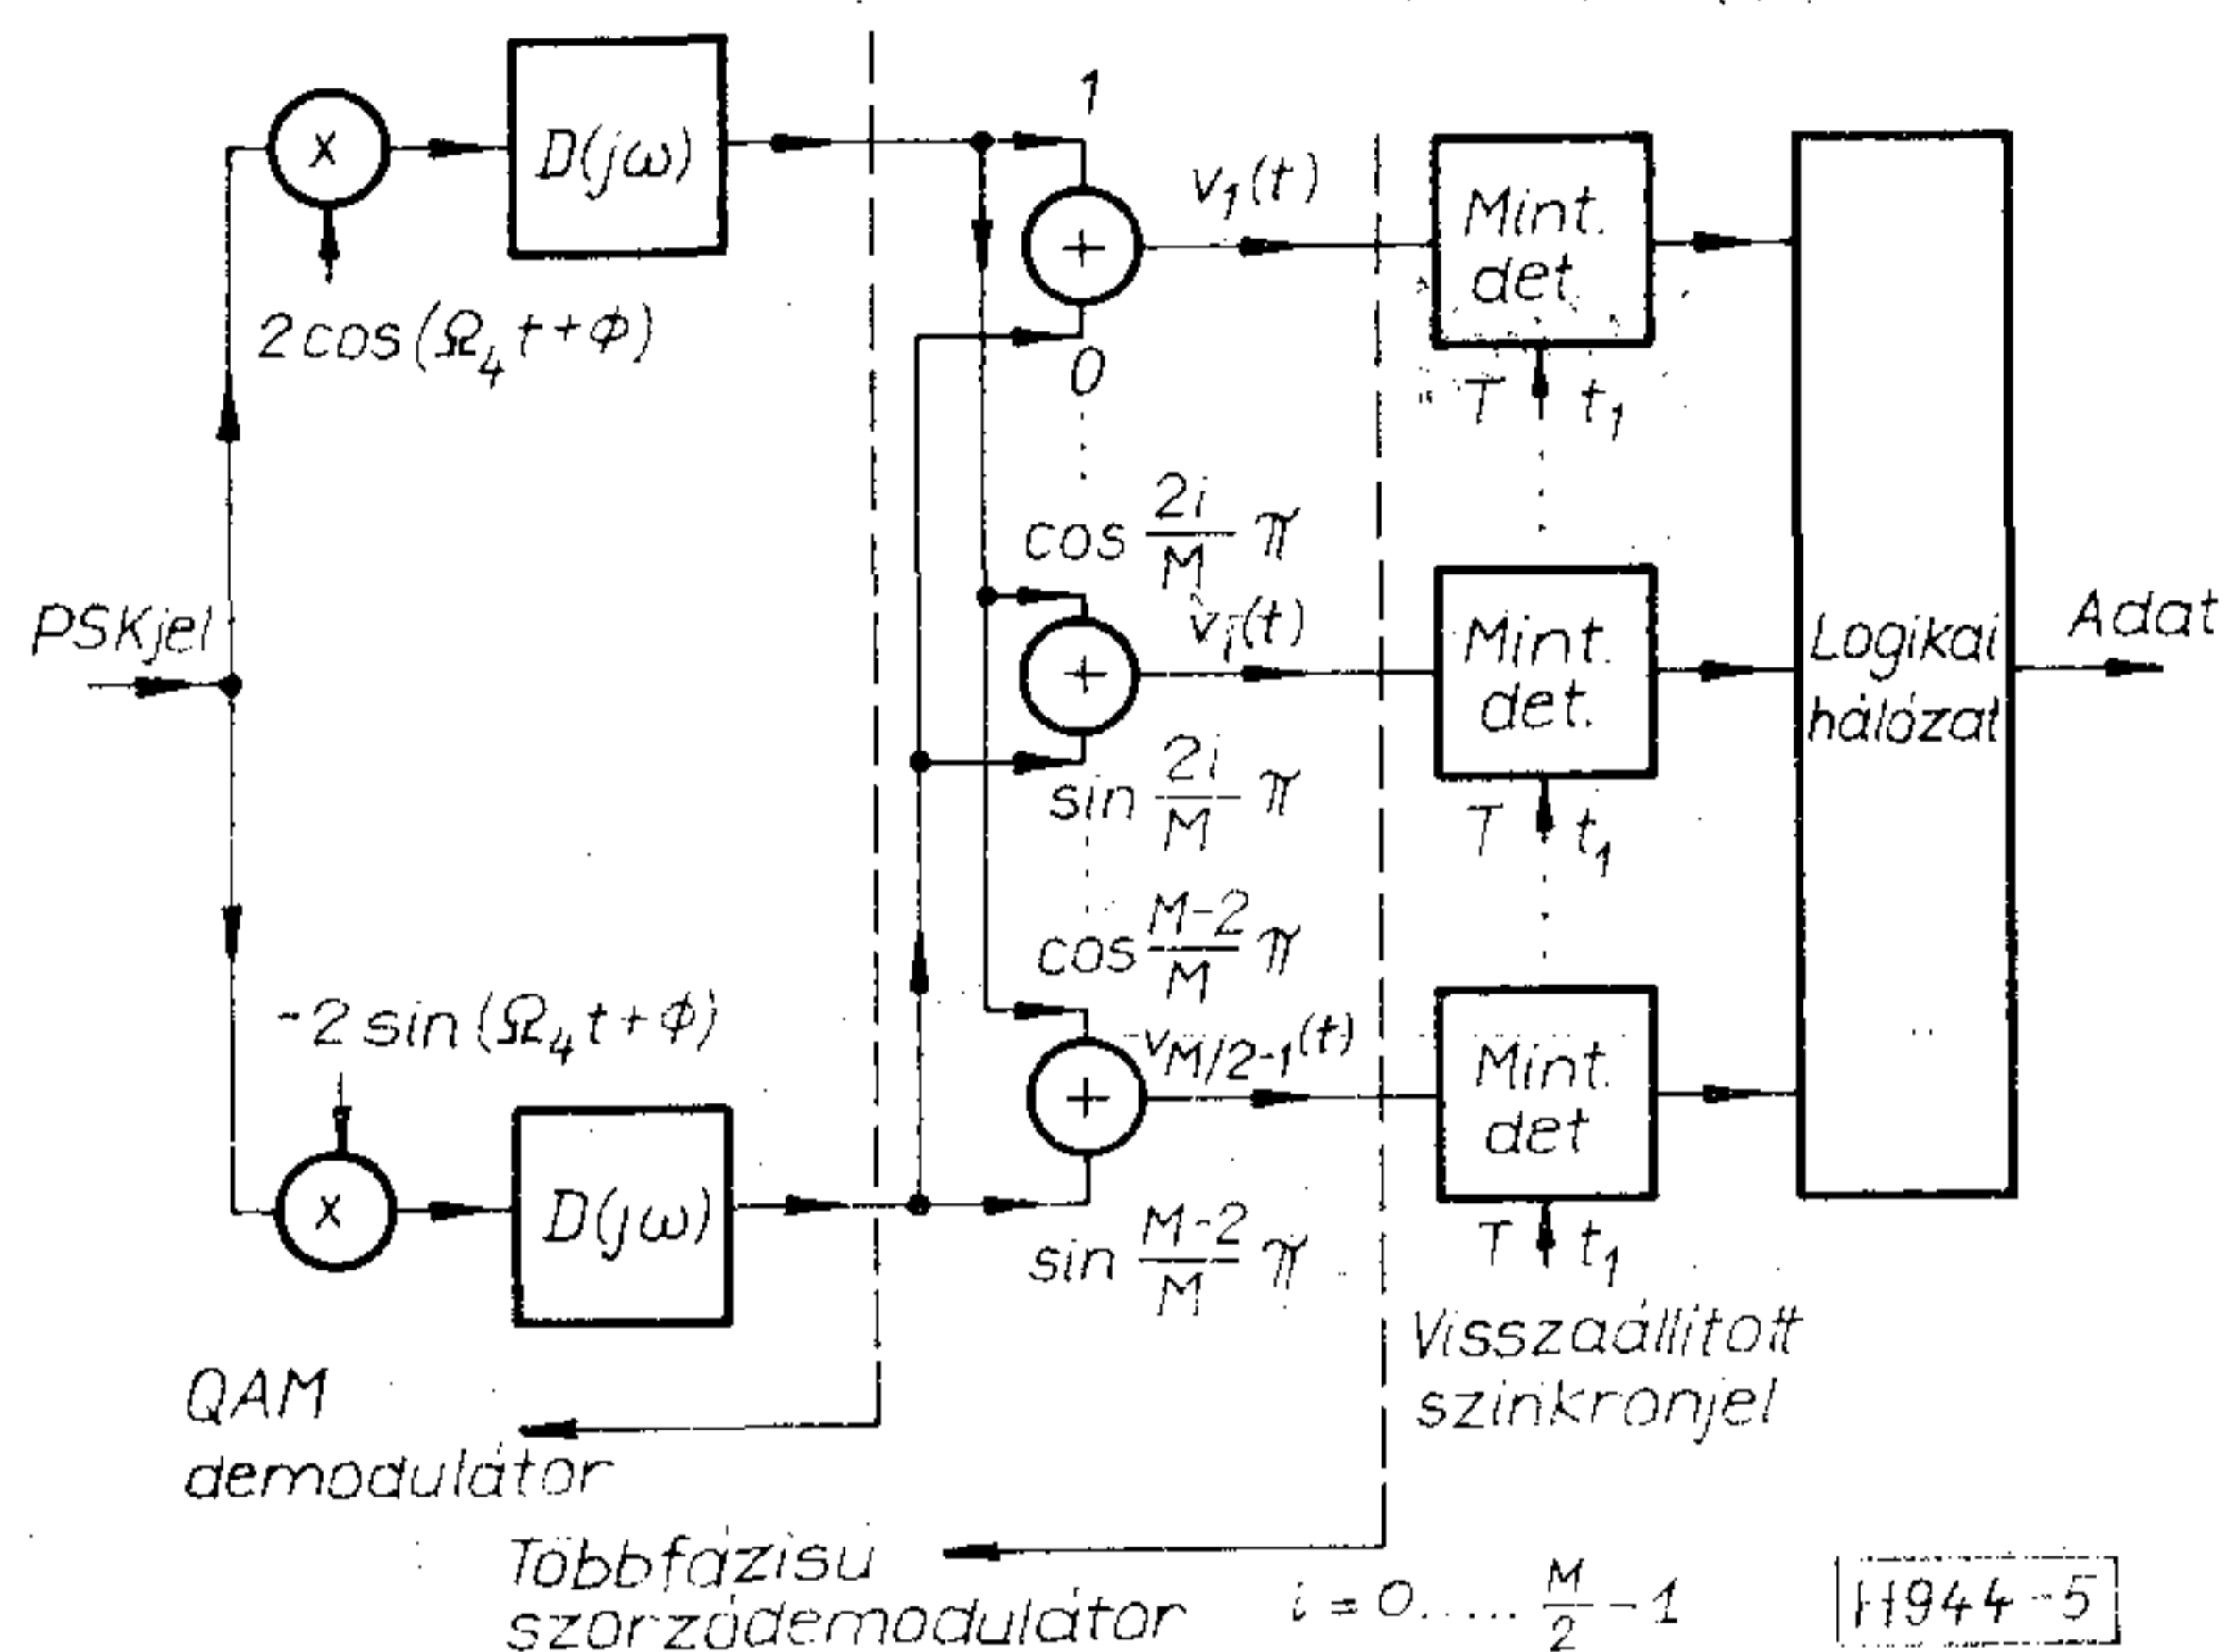 PSKjel
x
2cos(Ω₄t+Φ)
D(jω)
-2sin(Ω₄t+Φ)
x
D(jω)
QAM
demodulátor
1
+
0
v₁(t)
cos 2i/M π
vᵢ(t)
+
sin 2i/M π
cos M-2/M π
v_M/2-1(t)
+
sin M-2/M π
Többfázisú
szorzódemodulátor
Mint.
det.
T t₁
Mint.
det.
T t₁
Mint.
det
T t₁
Visszaállított
szinkronjel
Logikai
hálózat
Adat
i = 0..... M/2 - 1
H944-5